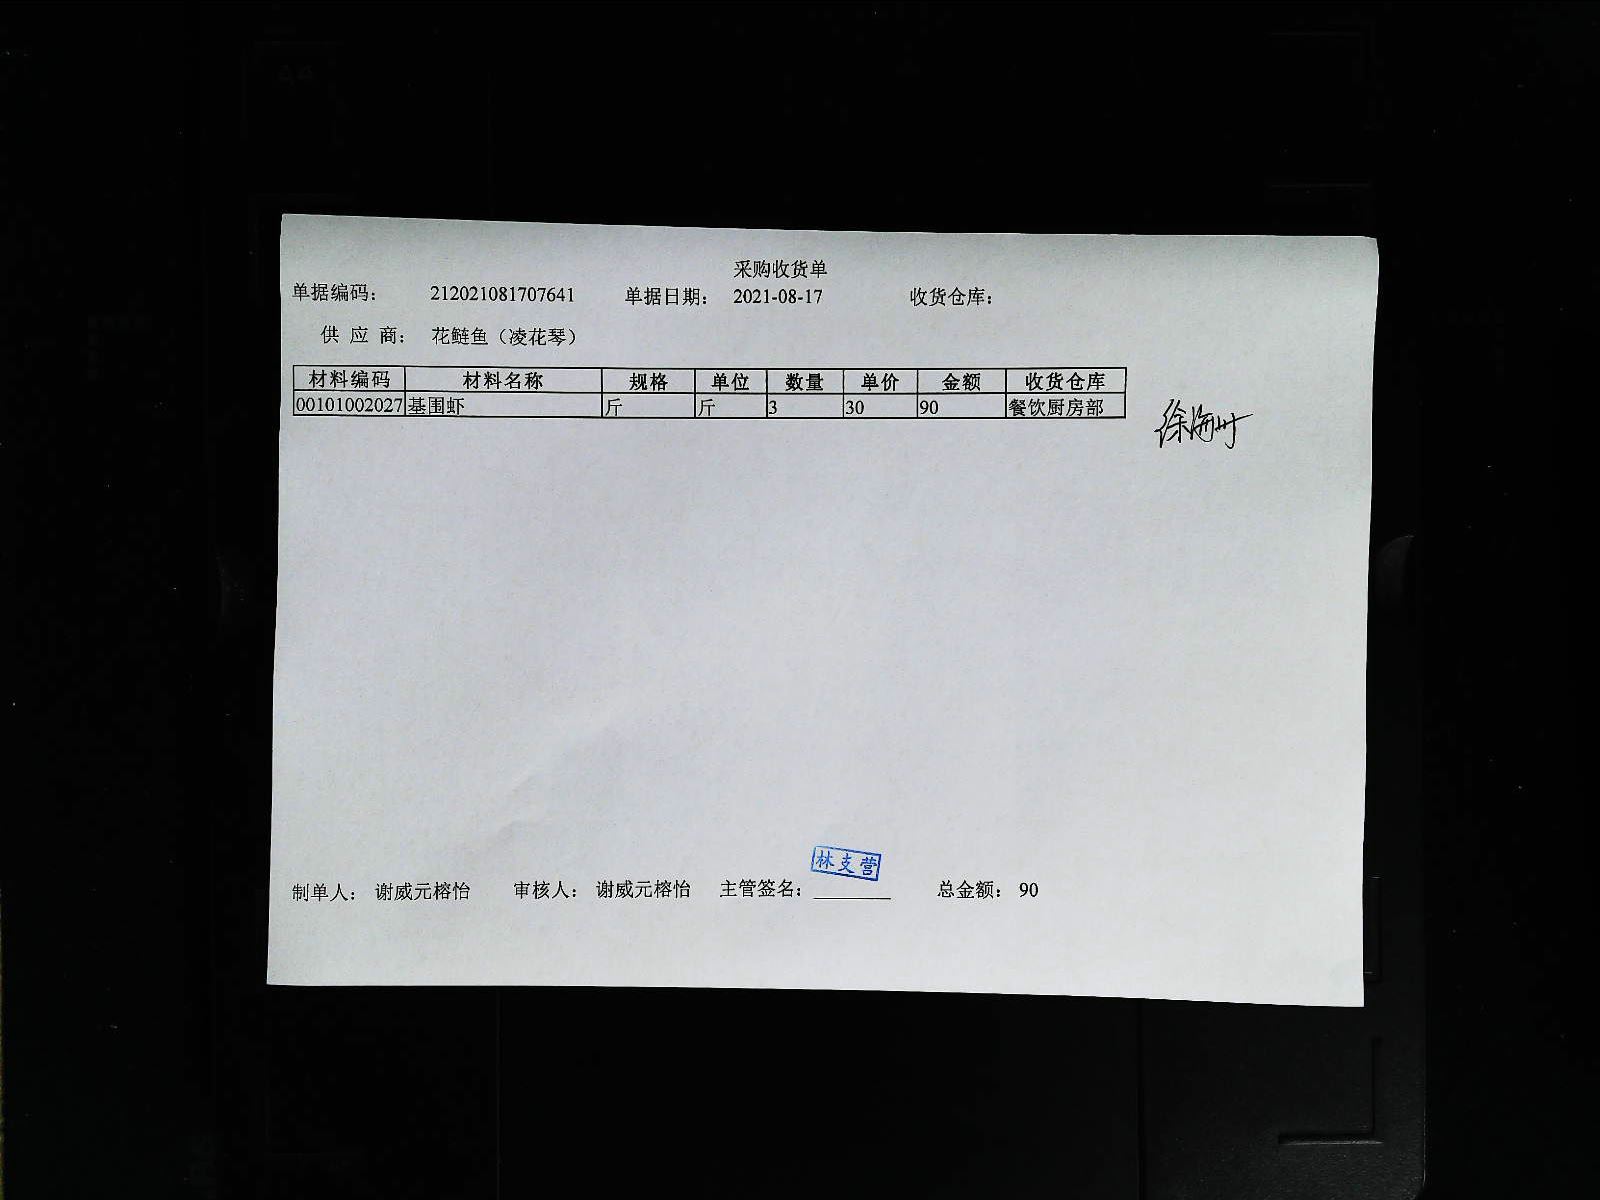 采购收货单
单据编码： 212021081707641 单据日期： 2021-08-17 收货仓库：
供 应 商： 花鲢鱼（凌花琴）
材料编码 材料名称 规格 单位 数量 单价 金额 收货仓库
00101002027 基围虾 斤 斤 3 30 90 餐饮厨房部
徐海州
林支营
制单人： 谢威元榕怡 审核人： 谢威元榕怡 主管签名： 总金额： 90